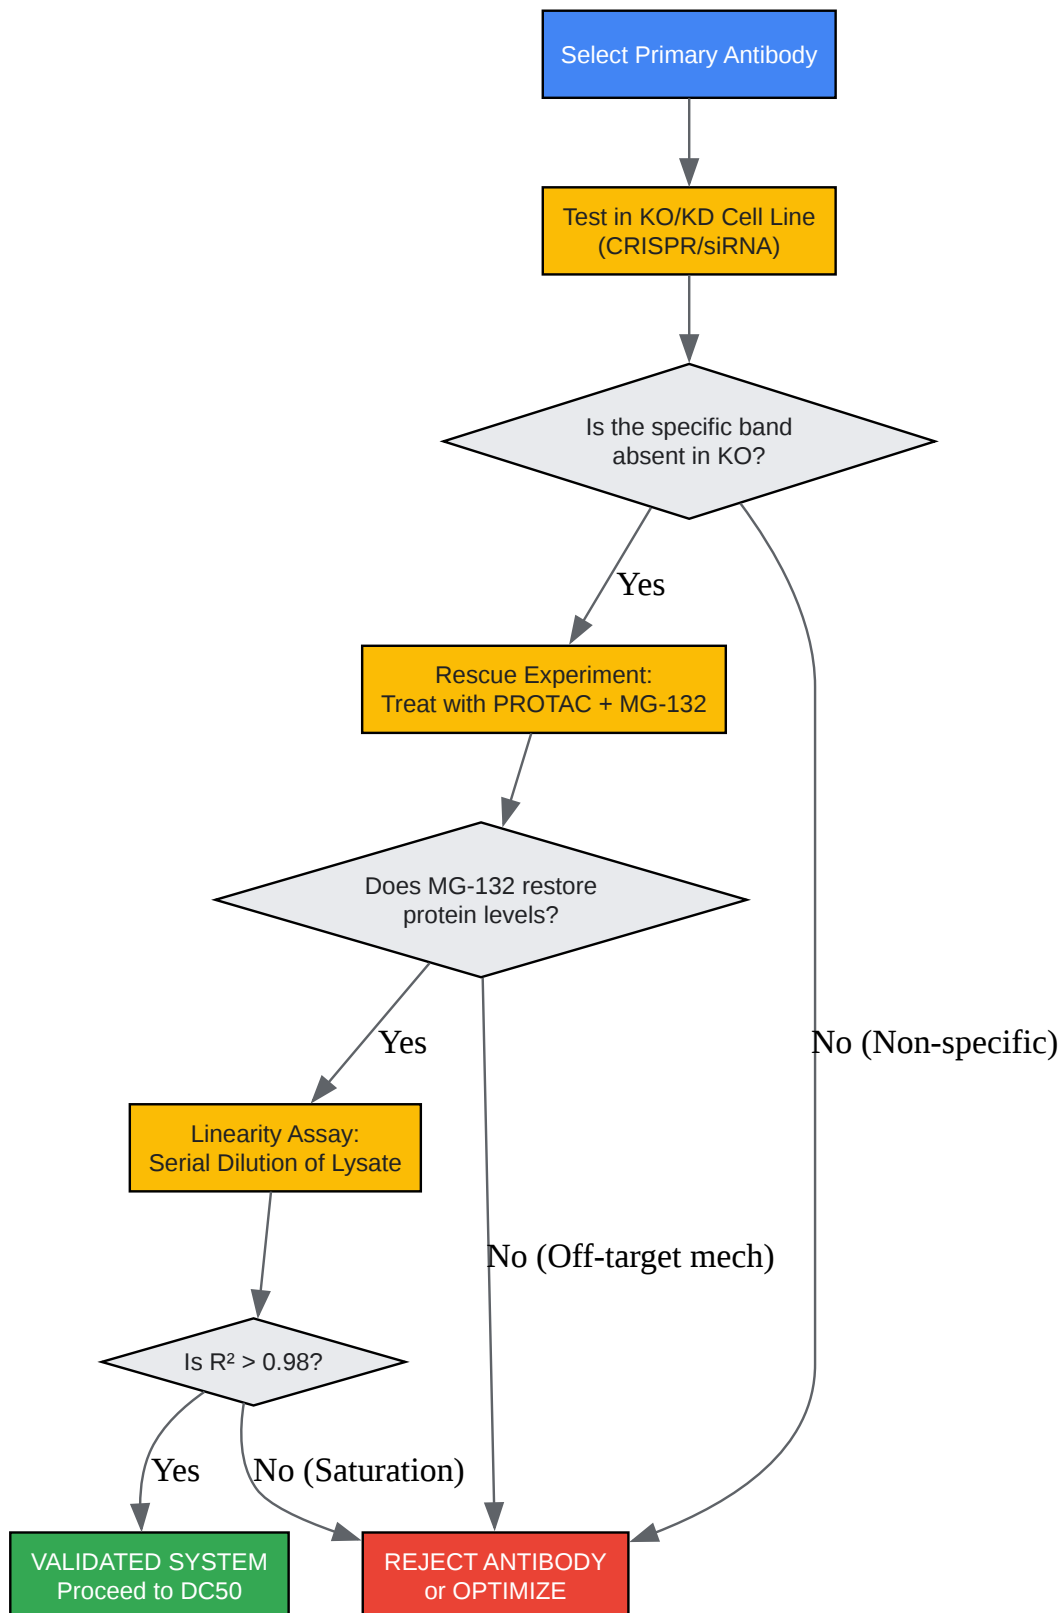 Select Primary Antibody
Test in KO/KD Cell Line
(CRISPR/siRNA)
Is the specific band
absent in KO?
Yes
Rescue Experiment:
Treat with PROTAC + MG-132
Does MG-132 restore
protein levels?
Yes
No (Non-specific)
Linearity Assay:
Serial Dilution of Lysate
No (Off-target mech)
Is R² > 0.98?
Yes
No (Saturation)
VALIDATED SYSTEM
Proceed to DC50
REJECT ANTIBODY
or OPTIMIZE